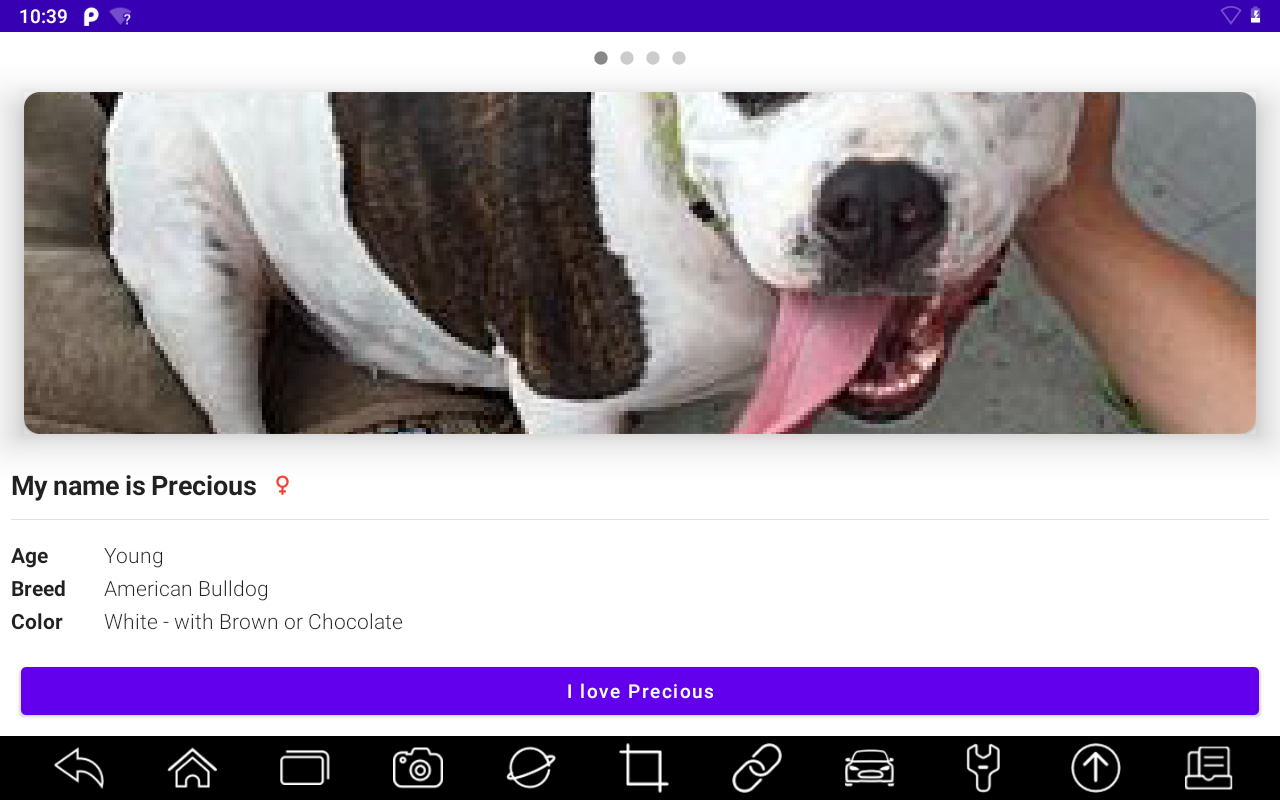 10:39
My name is Precious
Age Young
Breed American Bulldog
Color White - with Brown or Chocolate
I love Precious